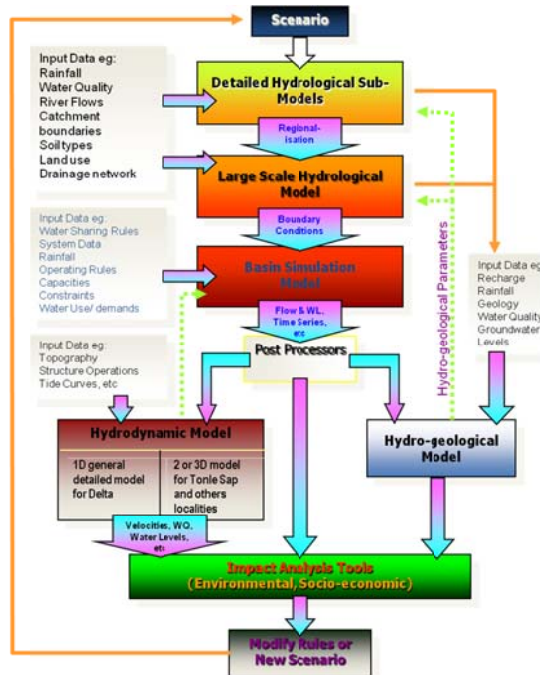 Scenario
Input Data eg:
Rainfall
Water Quality
River Flows
Catchment
boundaries
Soil types
Land use
Drainage network
Detailed Hydrological Sub-
Models
Regional-
isation
Large Scale Hydrological
Model
Boundary
Conditions
Input Data eg:
Water Sharing Rules
System Data
Rainfall
Operating Rules
Capacities
Constraints
Water Use/ demands
Basin Simulation
Model
Flow & WL,
Time Series,
etc
Hydro-geological Parameters
Input Data eg
Recharge
Rainfall
Geology
Water Quality
Groundwater
Levels
Input Data eg:
Topography
Structure Operations
Tide Curves, etc
Post Processors
Hydrodynamic Model
1D general
detailed model
for Delta
2 or 3D model
for Tonle Sap
and others
localities
Hydro-geological
Model
Velocities, WQ,
Water Levels,
etc
Impact Analysis Tools
(Environmental, Socio-economic)
Modify Rules or
New Scenario